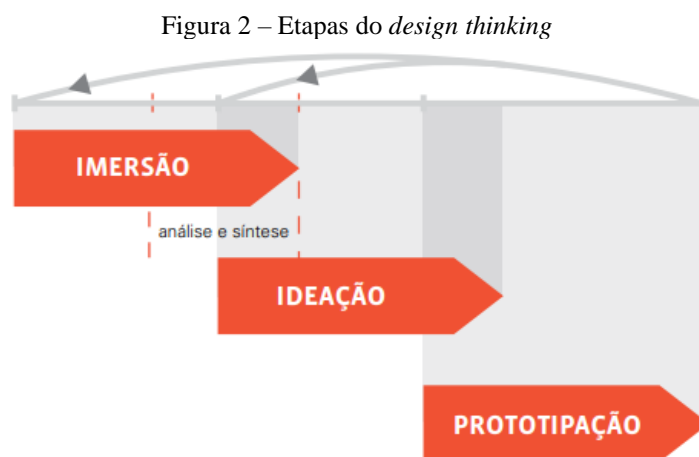 Figura 2 – Etapas do design thinking
IMERSÃO
análise e síntese
IDEAÇÃO
PROTOTIPAÇÃO